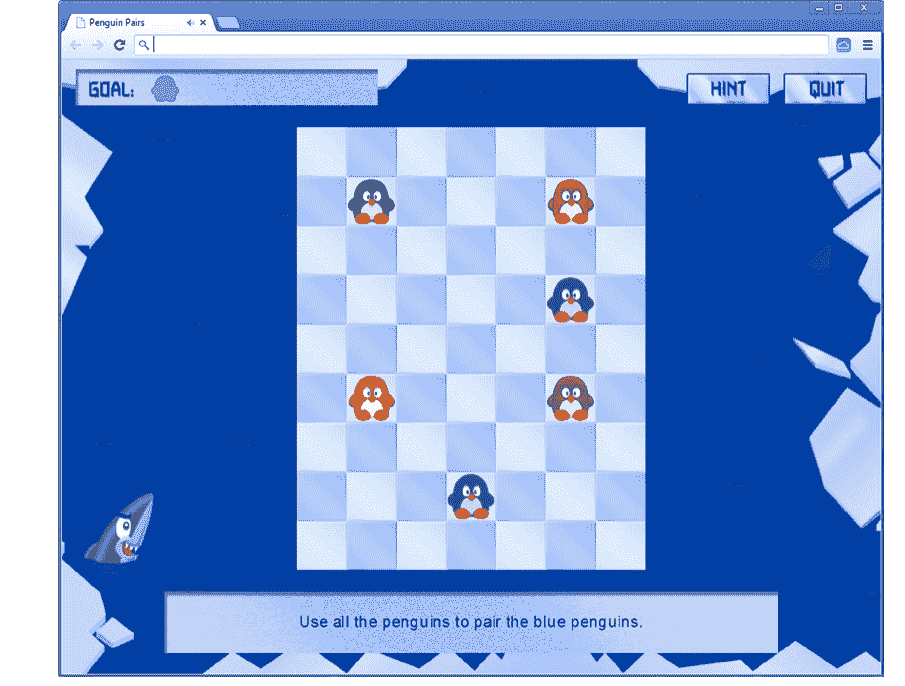 Penguin Pairs
GOAL:
HINT
QUIT
Use all the penguins to pair the blue penguins.